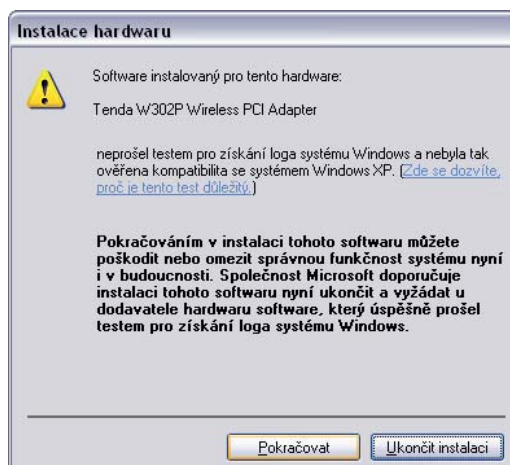 Instalace hardwaru
Software instalovaný pro tento hardware:
Tenda W302P Wireless PCI Adapter
neprošel testem pro získání loga systému Windows a nebyla tak
ověřena kompatibilita se systémem Windows XP. (Zde se dozvíte,
proč je tento test důležitý.)
Pokračováním v instalaci tohoto softwaru můžete
poškodit nebo omezit správnou funkčnost systému nyní
i v budoucnosti. Společnost Microsoft doporučuje
instalaci tohoto softwaru nyní ukončit a vyžádat u
dodavatele hardwaru software, který úspěšně prošel
testem pro získání loga systému Windows.
Pokračovat
Ukončit instalaci